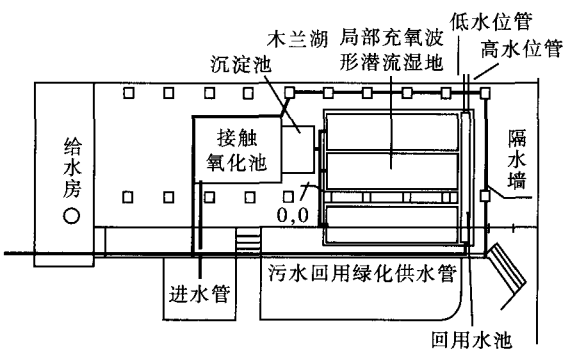 低水位管
木兰湖
局部充氧波
形潜流湿地
高水位管
沉淀池
接触
氧化池
给水房
隔水墙
0,0
进水管
污水回用绿化供水管
回用水池